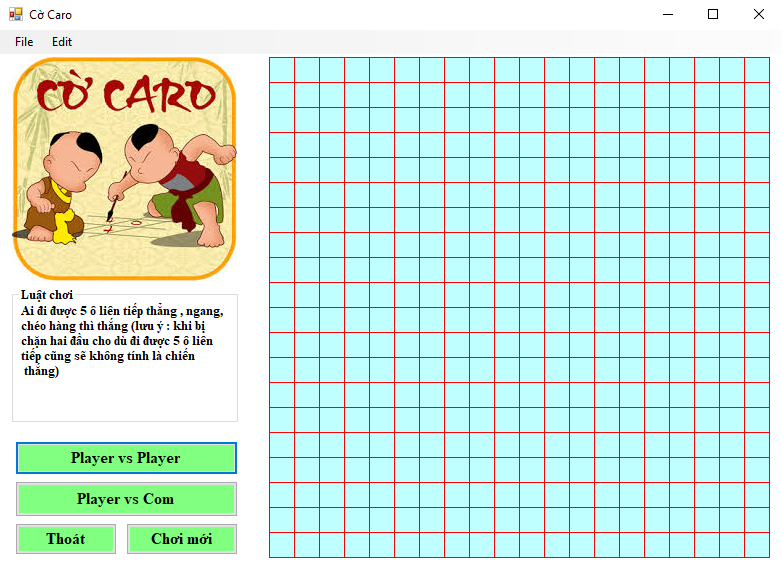 Cờ Caro
File Edit
CỜ CARO
Luật chơi
Ai đi được 5 ô liên tiếp thẳng , ngang,
chéo hàng thì thắng (lưu ý : khi bị
chặn hai đầu cho dù đi được 5 ô liên
tiếp cũng sẽ không tính là chiến
thắng)
Player vs Player
Player vs Com
Thoát Chơi mới